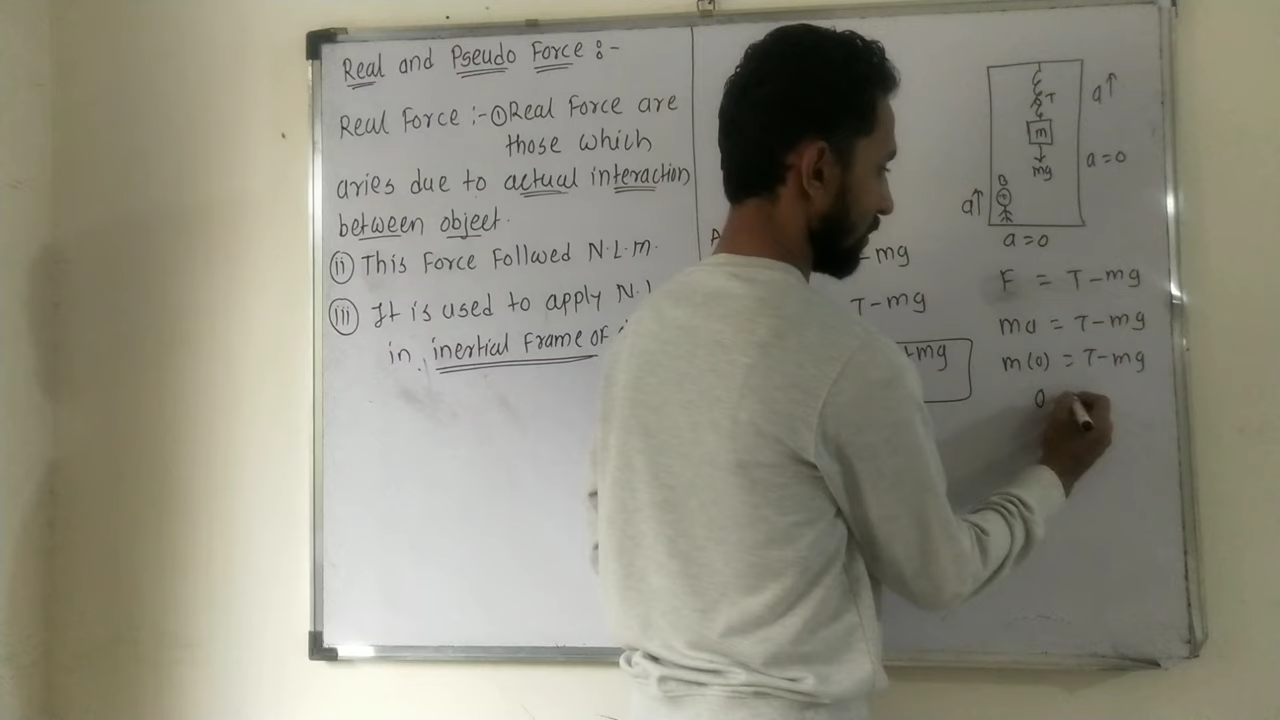 Real and Pseudo Force :-
Real Force :- ① Real Force are
those which
aries due to actual interaction
between object.
(ii) This Force Follwed N.L.M.
(iii) It is used to apply N.
in inertial Frame OF
A
-mg
T-mg
+mg
T
m
mg
a↑
a=0
B
a↑
a=0
F = T-mg
ma = T-mg
m(0) = T-mg
0